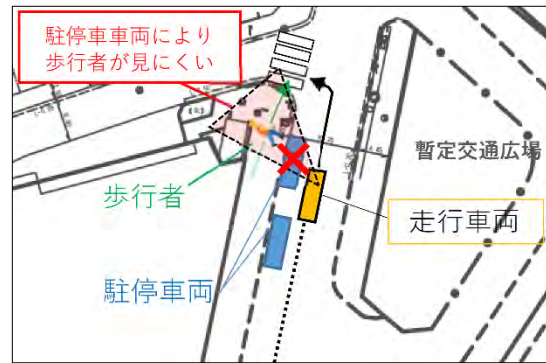 駐停車車両により
歩行者が見にくい
暫定交通広場
歩行者
走行車両
駐停車両